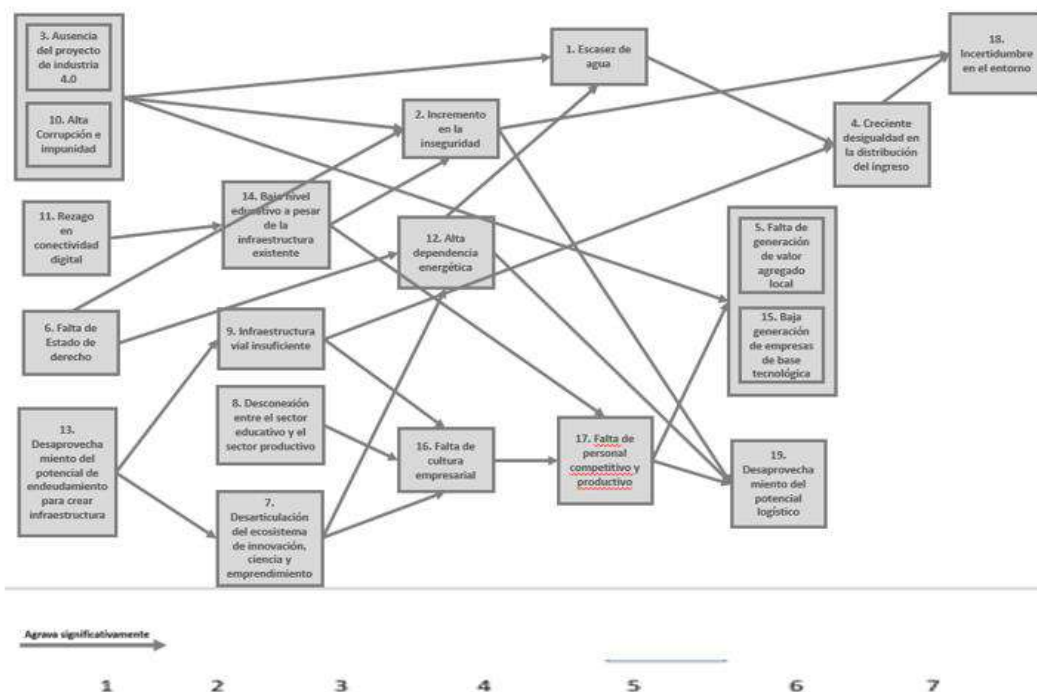 3. Ausencia
del proyecto
de industria
4.0
10. Alta
Corrupción e
impunidad
11. Rezago
en
conectividad
digital
6. Falta de
Estado de
derecho
13.
Desaprovecha
miento del
potencial de
endeudamiento
para crear
infraestructura
14. Bajo nivel
educativo a pesar
de la
infraestructura
existente
9. Infraestructura
vial insuficiente
8. Desconexión
entre el sector
educativo y el
sector productivo
7.
Desarticulación
del ecosistema
de innovación,
ciencia y
emprendimiento
2. Incremento
en la
inseguridad
12. Alta
dependencia
energética
16. Falta de
cultura
empresarial
1. Escasez de
agua
17. Falta de
personal
competitivo y
productivo
5. Falta de
generación
de valor
agregado
local
15. Baja
generación
de empresas
de base
tecnológica
19.
Desaprovecha
miento del
potencial
logístico
4. Creciente
desigualdad en
la distribución
del ingreso
18.
Incertidumbre
en el entorno
Agrava significativamente
1 2 3 4 5 6 7